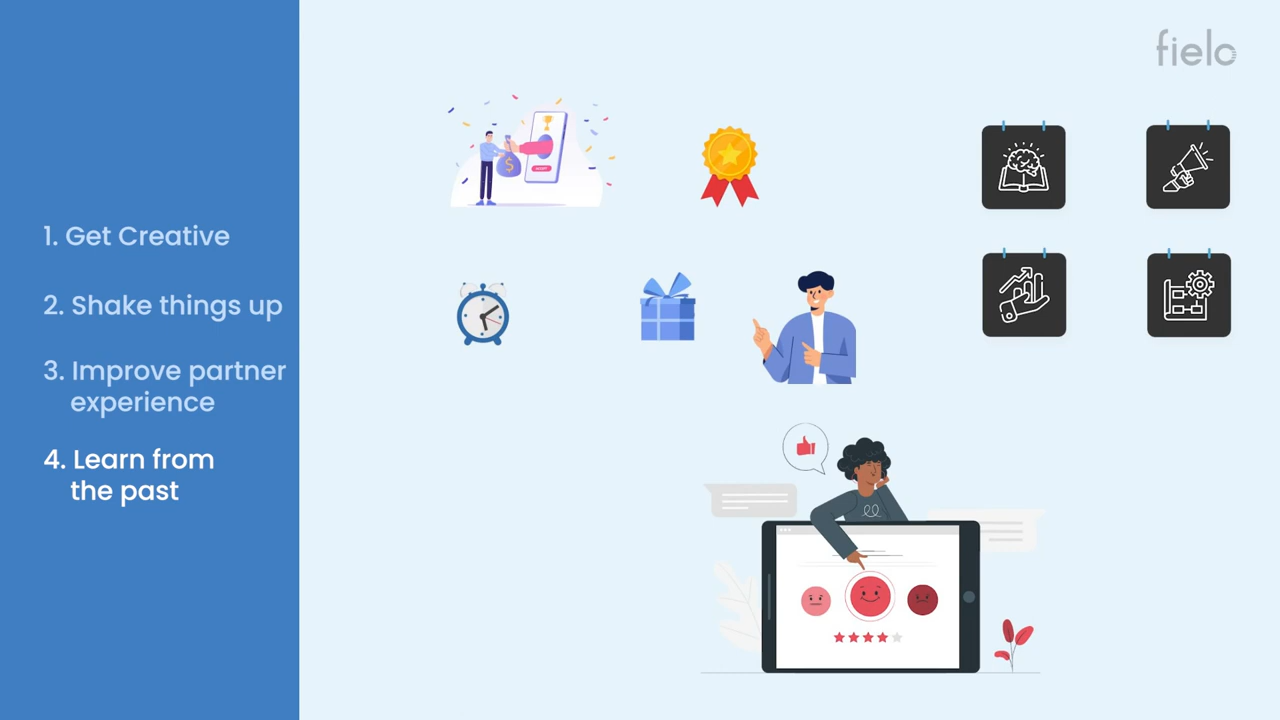 fielo
1. Get Creative
2. Shake things up
3. Improve partner
experience
4. Learn from
the past
$